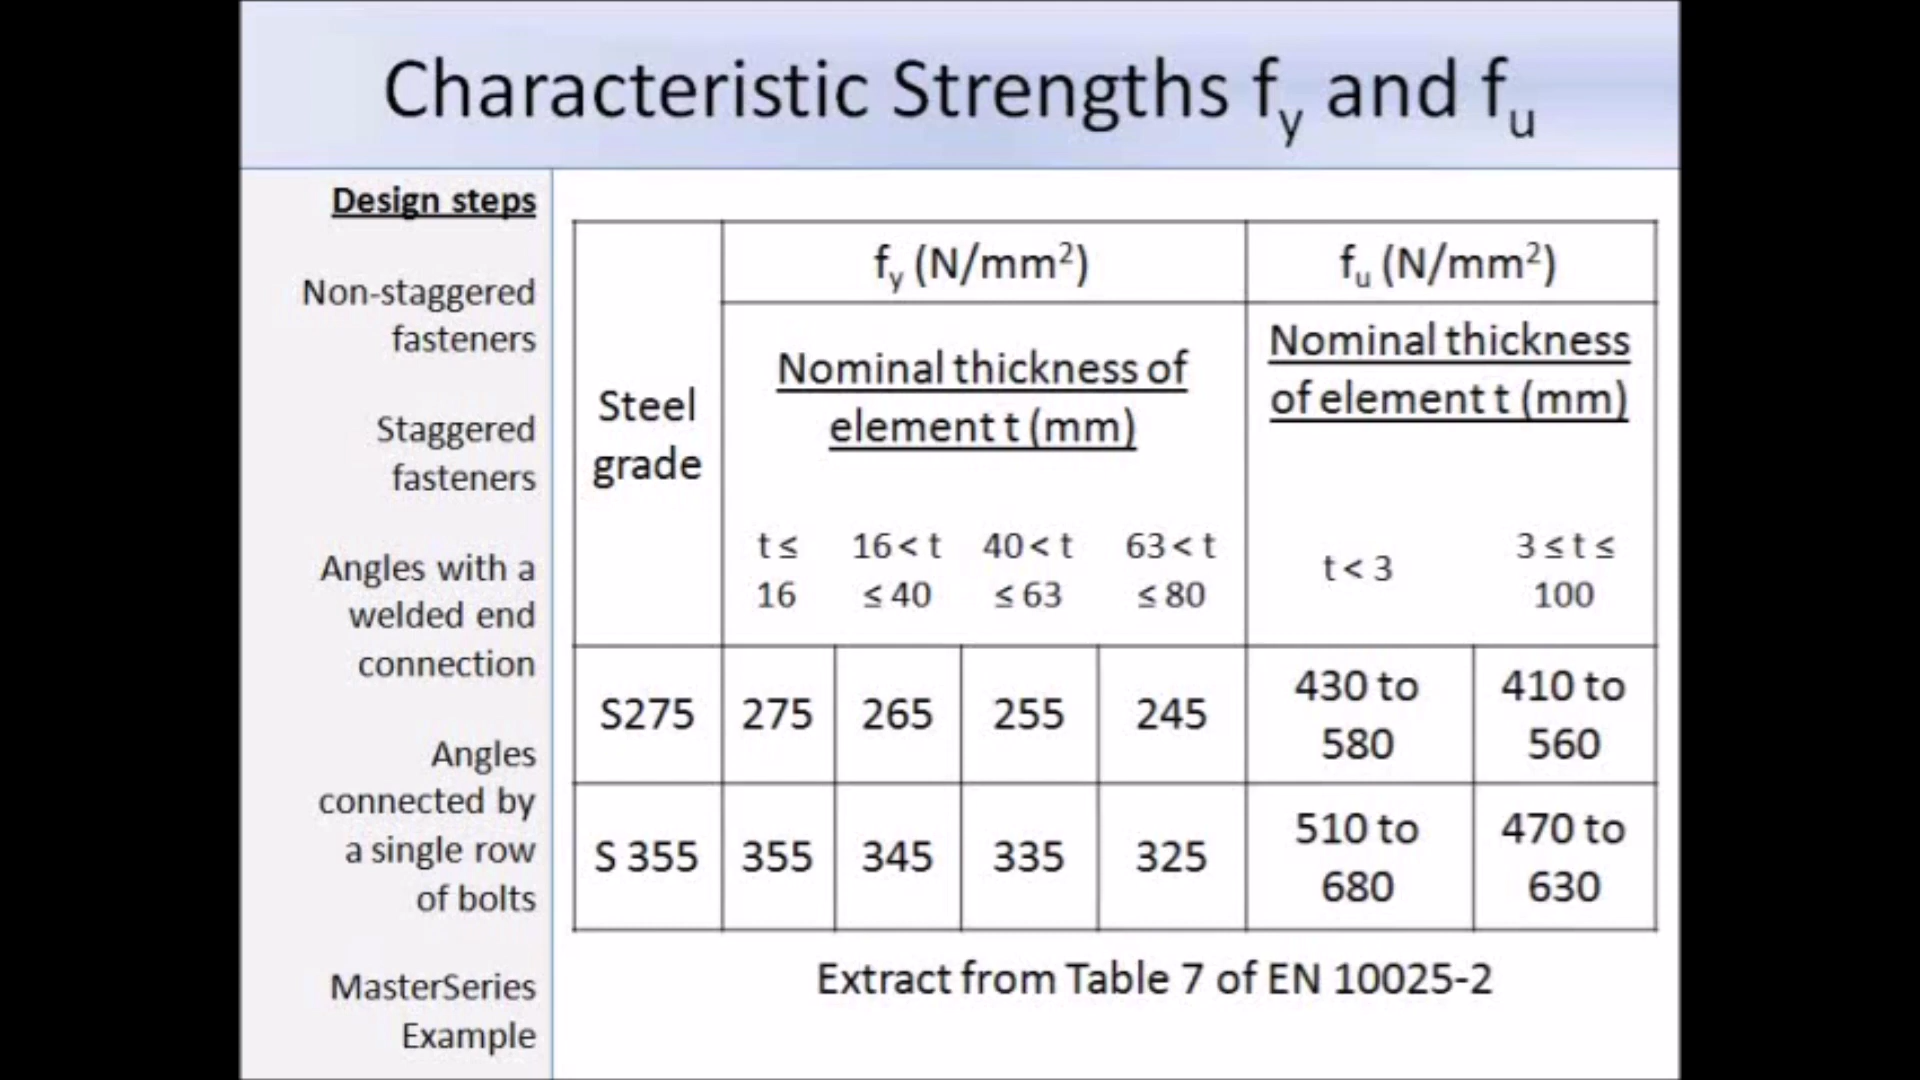 Characteristic Strengths fy and fu
Design steps
Non-staggered
fasteners
Staggered
fasteners
Angles with a
welded end
connection
Angles
connected by
a single row
of bolts
MasterSeries
Example
Steel
grade
fy (N/mm²)
fu (N/mm²)
Nominal thickness of
element t (mm)
Nominal thickness
of element t (mm)
t ≤
16
16 < t
≤ 40
40 < t
≤ 63
63 < t
≤ 80
t < 3
3 ≤ t ≤
100
S275
275
265
255
245
430 to
580
410 to
560
S 355
355
345
335
325
510 to
680
470 to
630
Extract from Table 7 of EN 10025-2